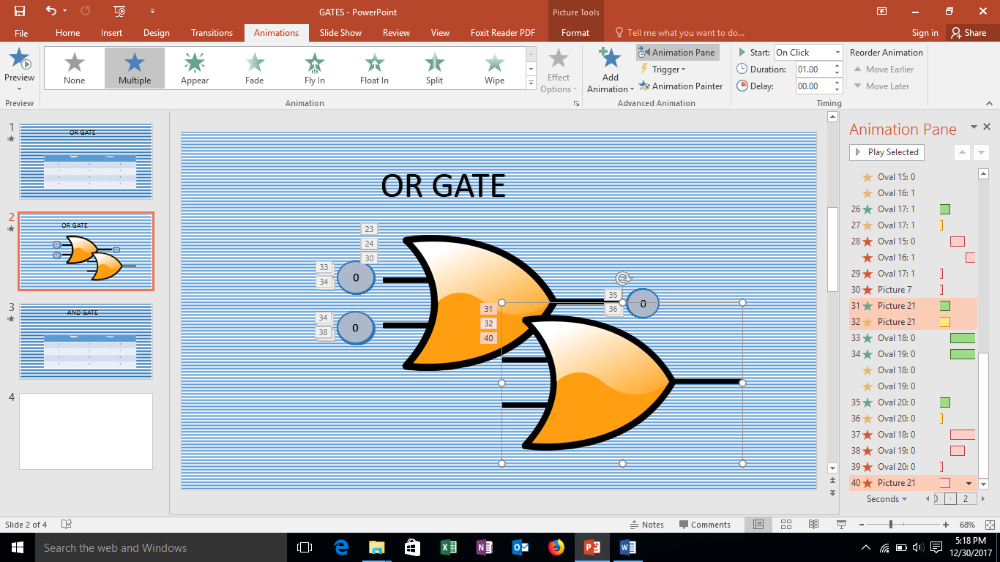 GATES - PowerPoint
Picture Tools
File Home Insert Design Transitions Animations Slide Show Review View Foxit Reader PDF Format Tell me what you want to do... Sign in Share
Preview
None Multiple Appear Fade Fly In Float In Split Wipe
Effect Options
Add Animation
Animation Pane
Trigger
Animation Painter
Start: On Click
Duration: 01.00
Delay: 00.00
Reorder Animation
Move Earlier
Move Later
Preview Animation Advanced Animation Timing
1
OR GATE
2
OR GATE
3
AND GATE
4
OR GATE
23
24
30
33
34
0
34
38
0
35
36
0
31
32
40
Animation Pane
Play Selected
Oval 15: 0
Oval 16: 1
26 Oval 17: 1
27 Oval 17: 1
28 Oval 15: 0
Oval 16: 1
29 Oval 17: 1
30 Picture 7
31 Picture 21
32 Picture 21
33 Oval 18: 0
34 Oval 19: 0
Oval 18: 0
Oval 19: 0
35 Oval 20: 0
36 Oval 20: 0
37 Oval 18: 0
38 Oval 19: 0
39 Oval 20: 0
40 Picture 21
Seconds 0 2
Slide 2 of 4 Notes Comments 68%
Search the web and Windows
5:18 PM
12/30/2017